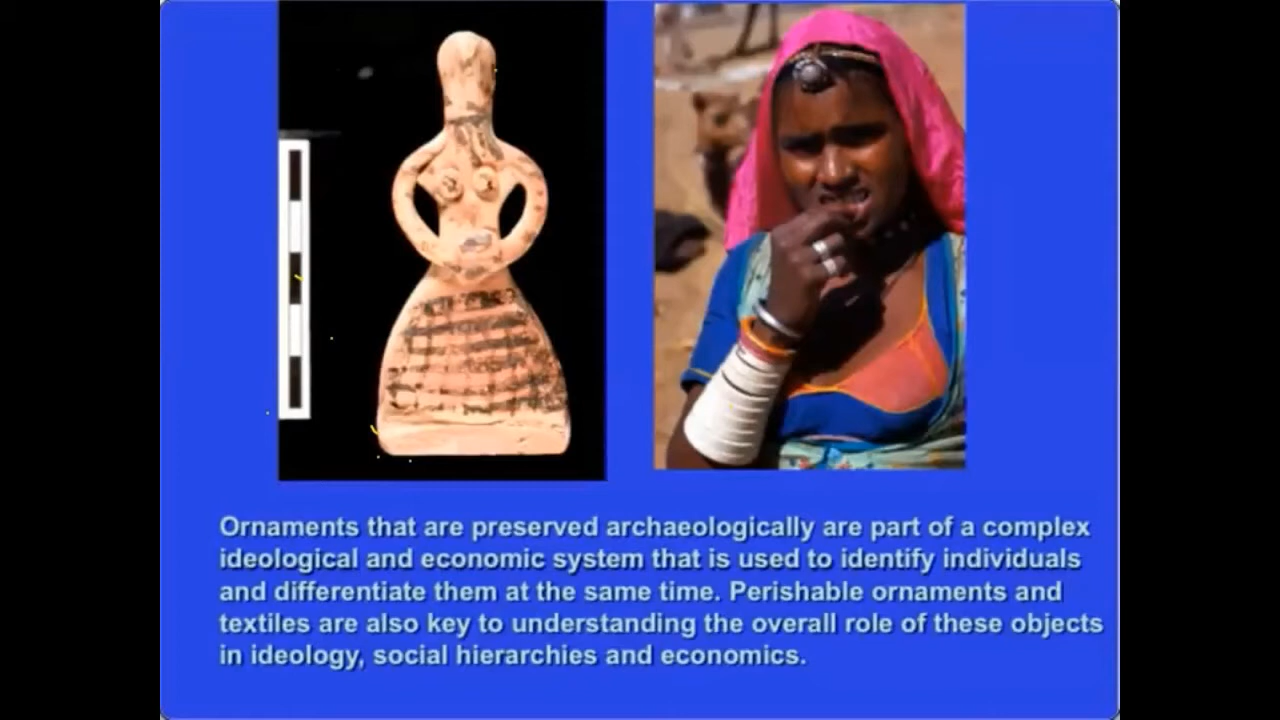 Ornaments that are preserved archaeologically are part of a complex
ideological and economic system that is used to identify individuals
and differentiate them at the same time. Perishable ornaments and
textiles are also key to understanding the overall role of these objects
in ideology, social hierarchies and economics.